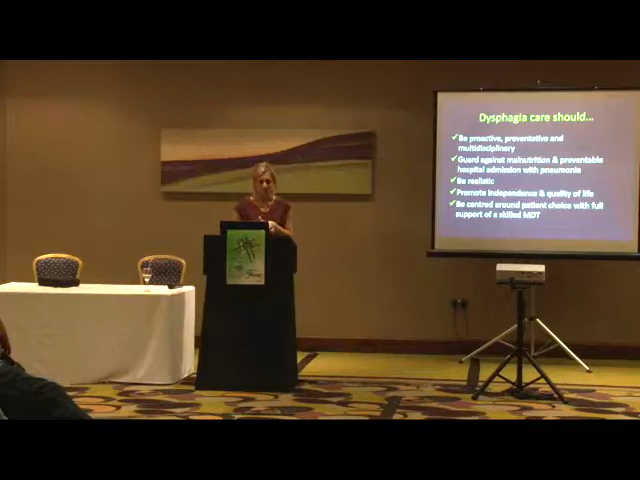 Dysphagia care should...
✓Be proactive, preventative and
multidisciplinary
✓Guard against malnutrition & preventable
hospital admission with pneumonia
✓Be realistic
✓Promote independence & quality of life
✓Be centred around patient choice with full
support of a skilled MDT